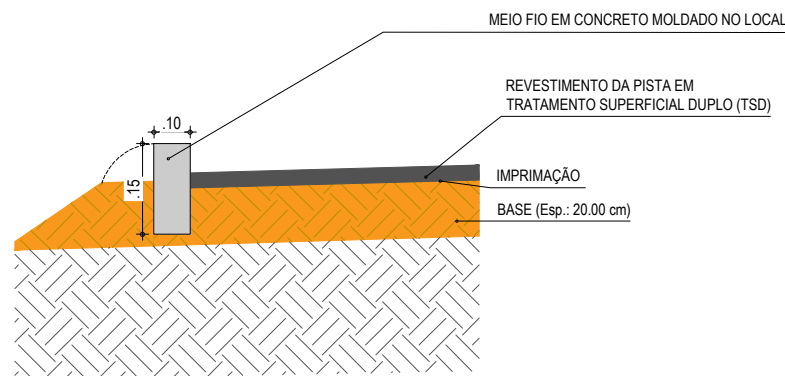 MEIO FIO EM CONCRETO MOLDADO NO LOCAL
REVESTIMENTO DA PISTA EM
TRATAMENTO SUPERFICIAL DUPLO (TSD)
.10
IMPRIMAÇÃO
.15
BASE (Esp.: 20.00 cm)